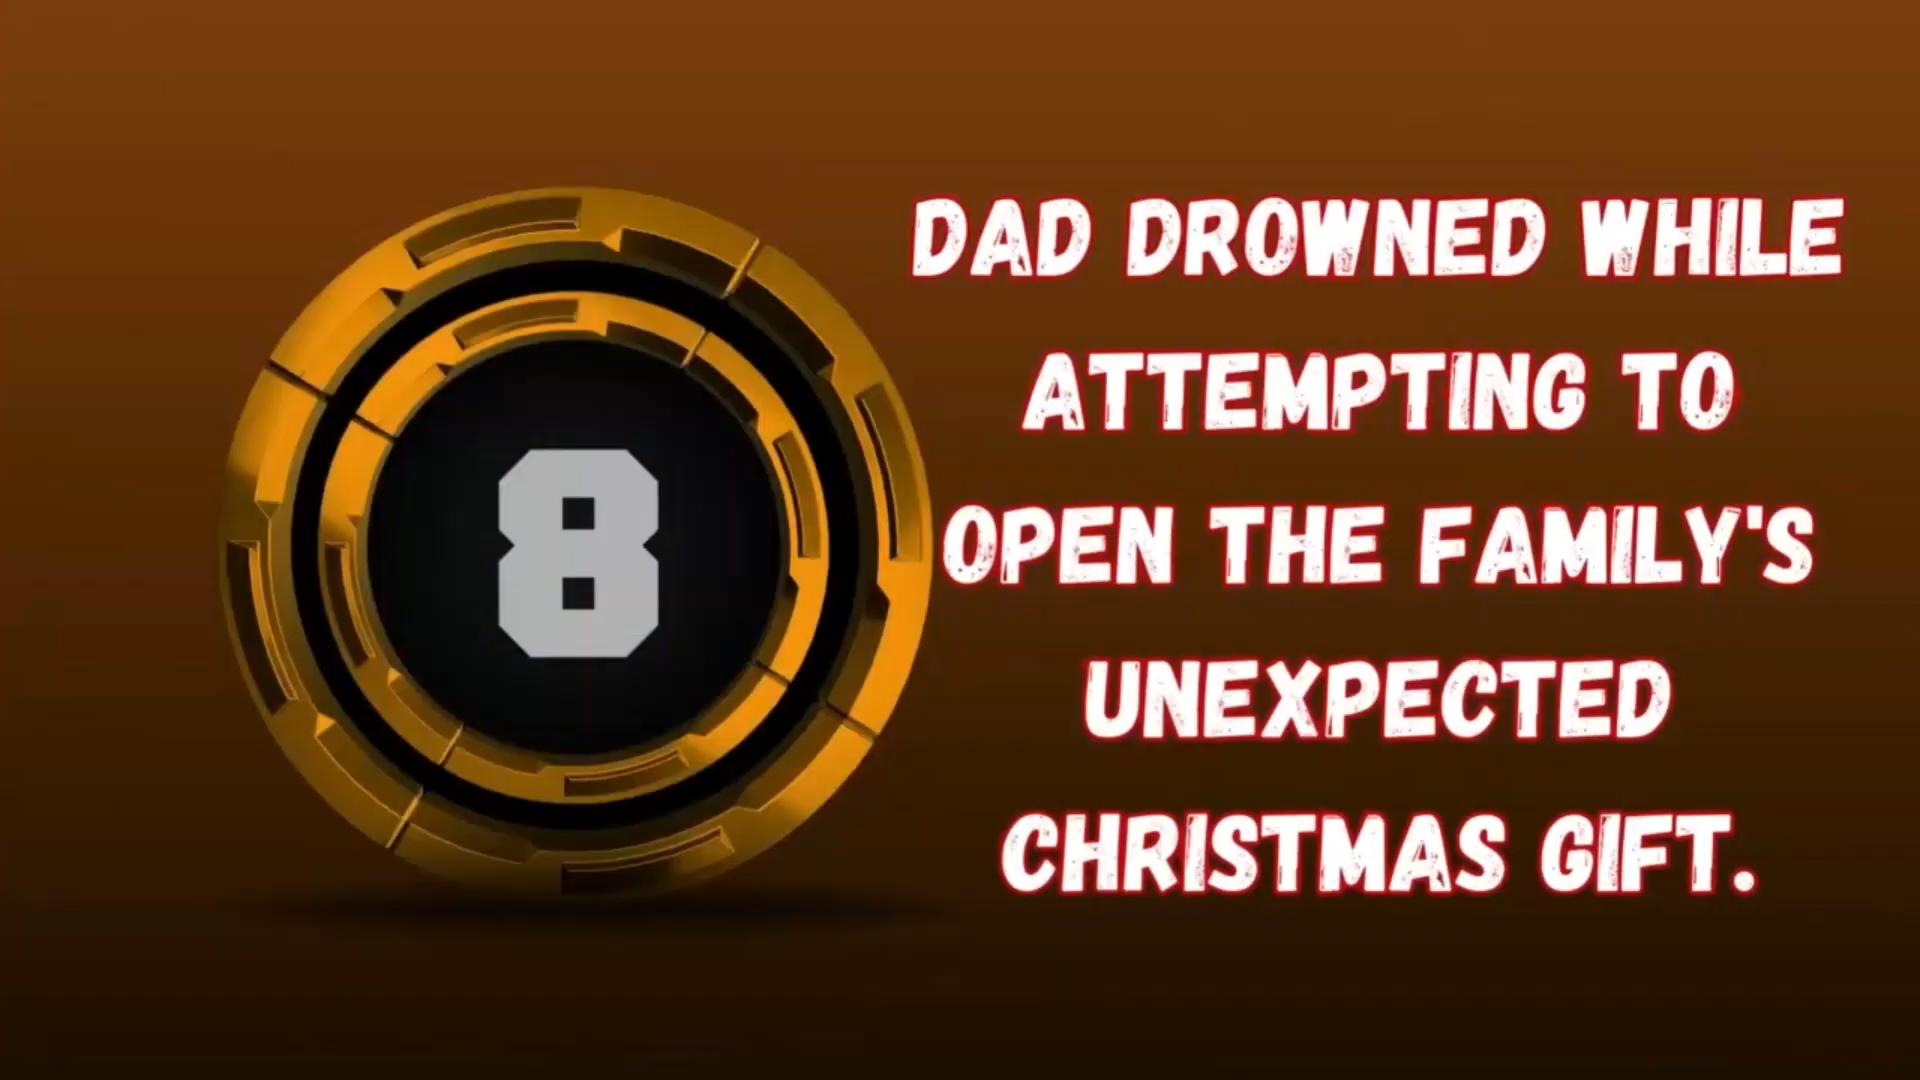 8
DAD DROWNED WHILE
ATTEMPTING TO
OPEN THE FAMILY'S
UNEXPECTED
CHRISTMAS GIFT.